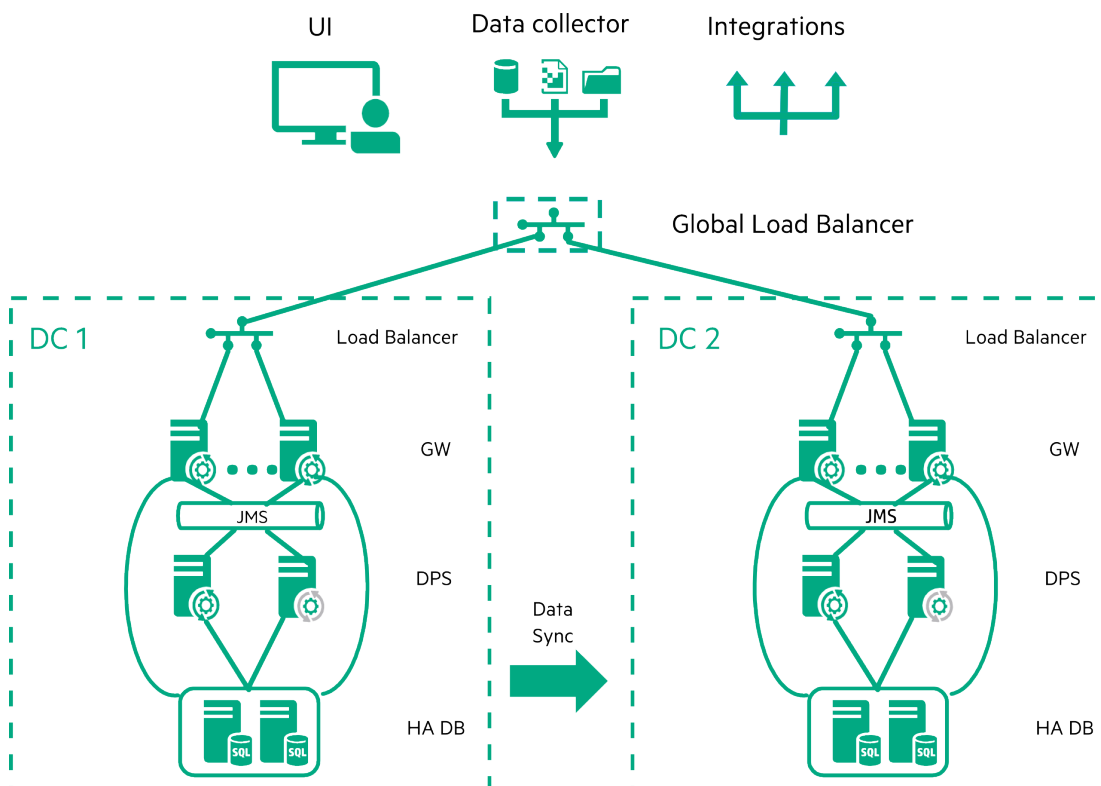 UI
Data collector
Integrations
Global Load Balancer
DC 1
Load Balancer
GW
JMS
DPS
HA DB
SQL
SQL
Data
Sync
DC 2
Load Balancer
GW
JMS
DPS
HA DB
SQL
SQL